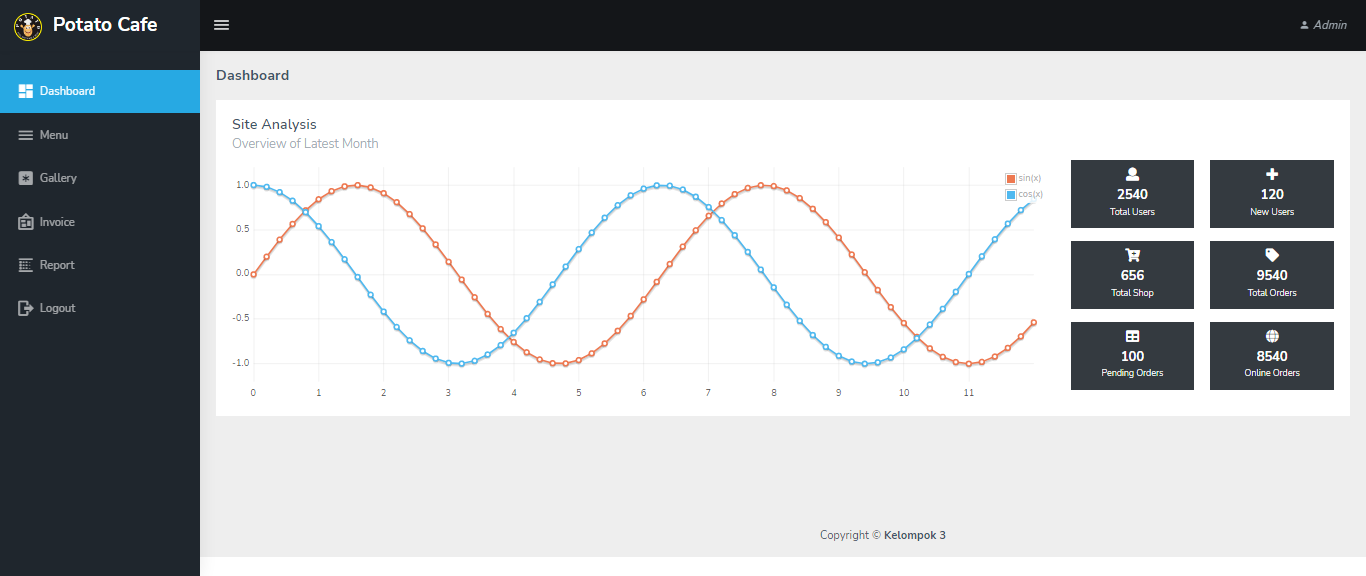 Potato Cafe
Admin
Dashboard
Menu
Gallery
Invoice
Report
Logout
Dashboard
Site Analysis
Overview of Latest Month
1.0
0.5
0.0
-0.5
-1.0
0 1 2 3 4 5 6 7 8 9 10 11
sin(x)
cos(x)
2540
Total Users
120
New Users
656
Total Shop
9540
Total Orders
100
Pending Orders
8540
Online Orders
Copyright © Kelompok 3